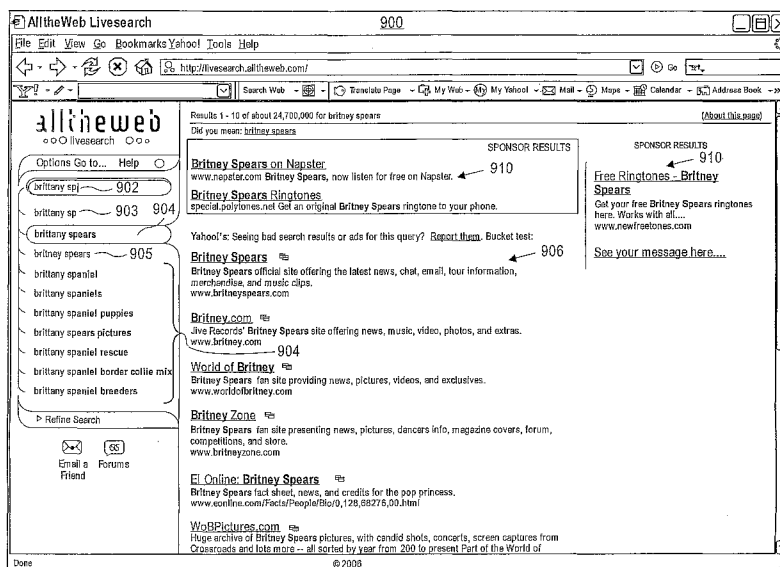 AlltheWeb Livesearch
900
File Edit View Go Bookmarks Yahoo! Tools Help
http://livesearch.alltheweb.com/
Go
Search Web
Translate Page
My Web
My Yahoo!
Mail
Maps
Calendar
Address Book
alltheweb
livesearch
Options Go to... Help
brittany spj
902
brittany sp
903
904
brittany spears
britney spears
905
brittany spanial
brittany spaniels
brittany spaniel puppies
brittany spears pictures
brittany spaniel rescue
brittany spaniel border collie mix
brittany spaniel breeders
Refine Search
Email a Friend
Forums
Results 1 - 10 of about 24,700,000 for brittany spears
(About this page)
Did you mean: britney spears
SPONSOR RESULTS
Britney Spears on Napster
910
www.napster.com Britney Spears, now listen for free on Napster.
Britney Spears Ringtones
special.polytones.net Get an original Britney Spears ringtone to your phone.
SPONSOR RESULTS
910
Free Ringtones - Britney
Spears
Get your free Britney Spears ringtones
here. Works with all....
www.newfreetones.com
See your message here....
Yahoo!'s: Seeing bad search results or ads for this query? Report them. Bucket test:
906
Britney Spears
Britney Spears official site offering the latest news, chat, email, tour information,
merchandise, and music clips.
www.britneyspears.com
Britney.com
Jive Records' Britney Spears site offering news, music, video, photos, and extras.
www.britney.com
904
World of Britney
Britney Spears fan site providing news, pictures, videos, and exclusives.
www.worldofbritney.com
Britney Zone
Britney Spears fan site presenting news, pictures, dancers info, magazine covers, forum,
competitions, and store.
www.britneyzone.com
E! Online: Britney Spears
Britney Spears fact sheet, news, and credits for the pop princess.
www.eonline.com/Facts/People/Bio/0,128,68276,00.html
WoBPictures.com
Huge archive of Britney Spears pictures, with candid shots, concerts, screen captures from
Crossroads and lots more -- all sorted by year from 200 to present Part of the World of
Done
©2006